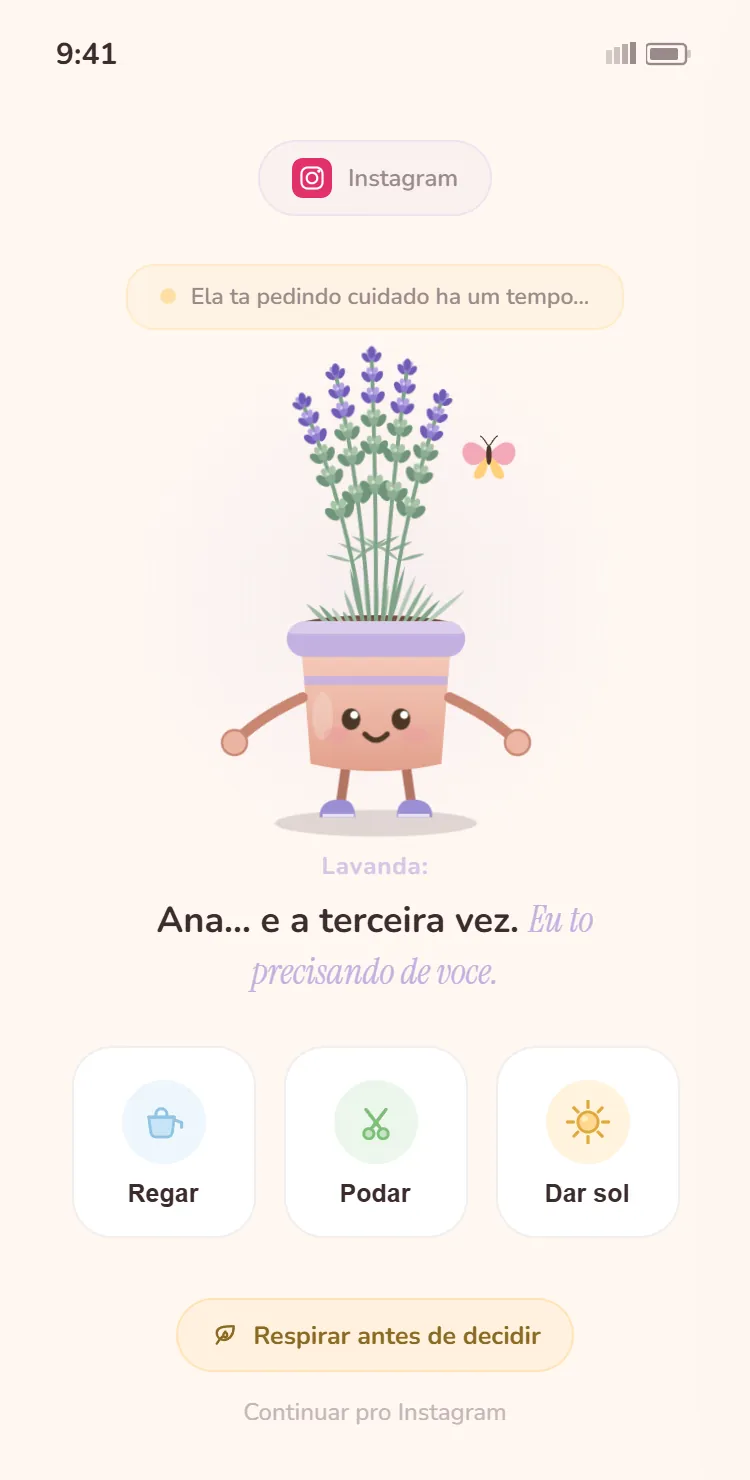 9:41
Instagram
Ela ta pedindo cuidado ha um tempo...
Lavanda:
Ana... e a terceira vez. Eu to
precisando de voce.
Regar
Podar
Dar sol
Respirar antes de decidir
Continuar pro Instagram